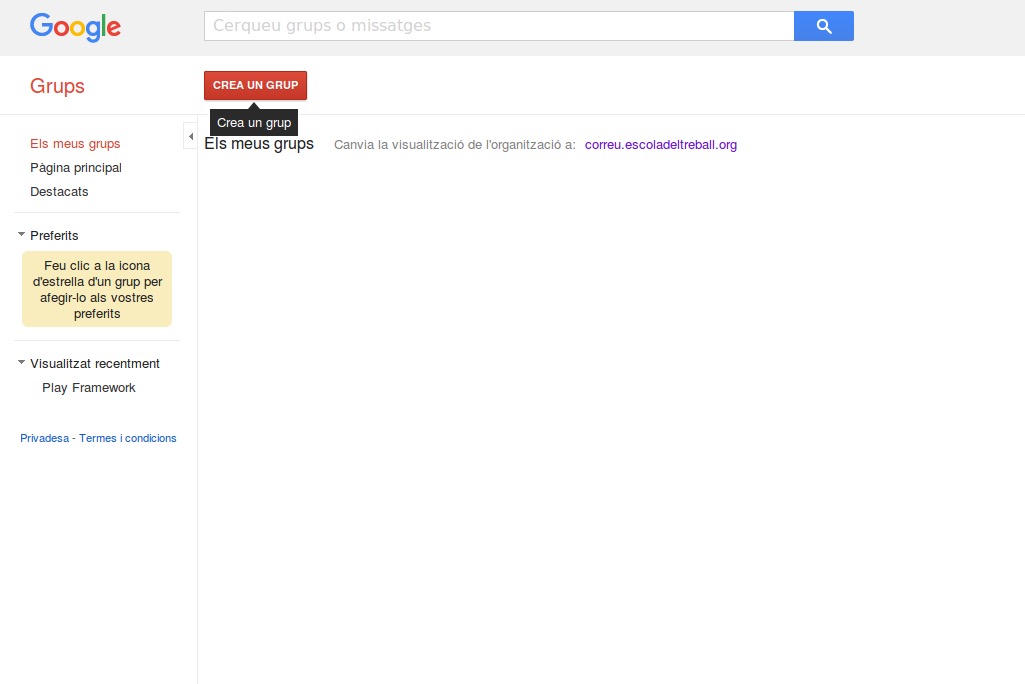 Google
Cerqueu grups o missatges
Grups
CREA UN GRUP
Crea un grup
Els meus grups
Pàgina principal
Destacats
Preferits
Feu clic a la icona
d'estrella d'un grup per
afegir-lo als vostres
preferits
Visualitzat recentment
Play Framework
Privadesa - Termes i condicions
Els meus grups Canvia la visualització de l'organització a: correu.escoladeltreball.org